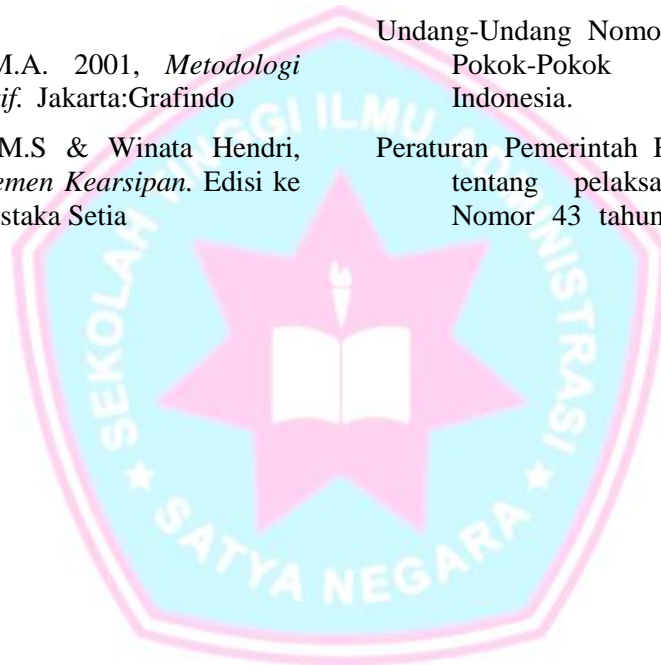 M.A. 2001, Metodologi
if. Jakarta:Grafindo
M.S & Winata Hendri,
emen Kearsipan. Edisi ke
staka Setia
Undang-Undang Nomo
Pokok-Pokok
Indonesia.
Peraturan Pemerintah
tentang pelaksa
Nomor 43 tahun
SEKOLAH TINGGI ILMU ADMINISTRASI
SATYA NEGARA